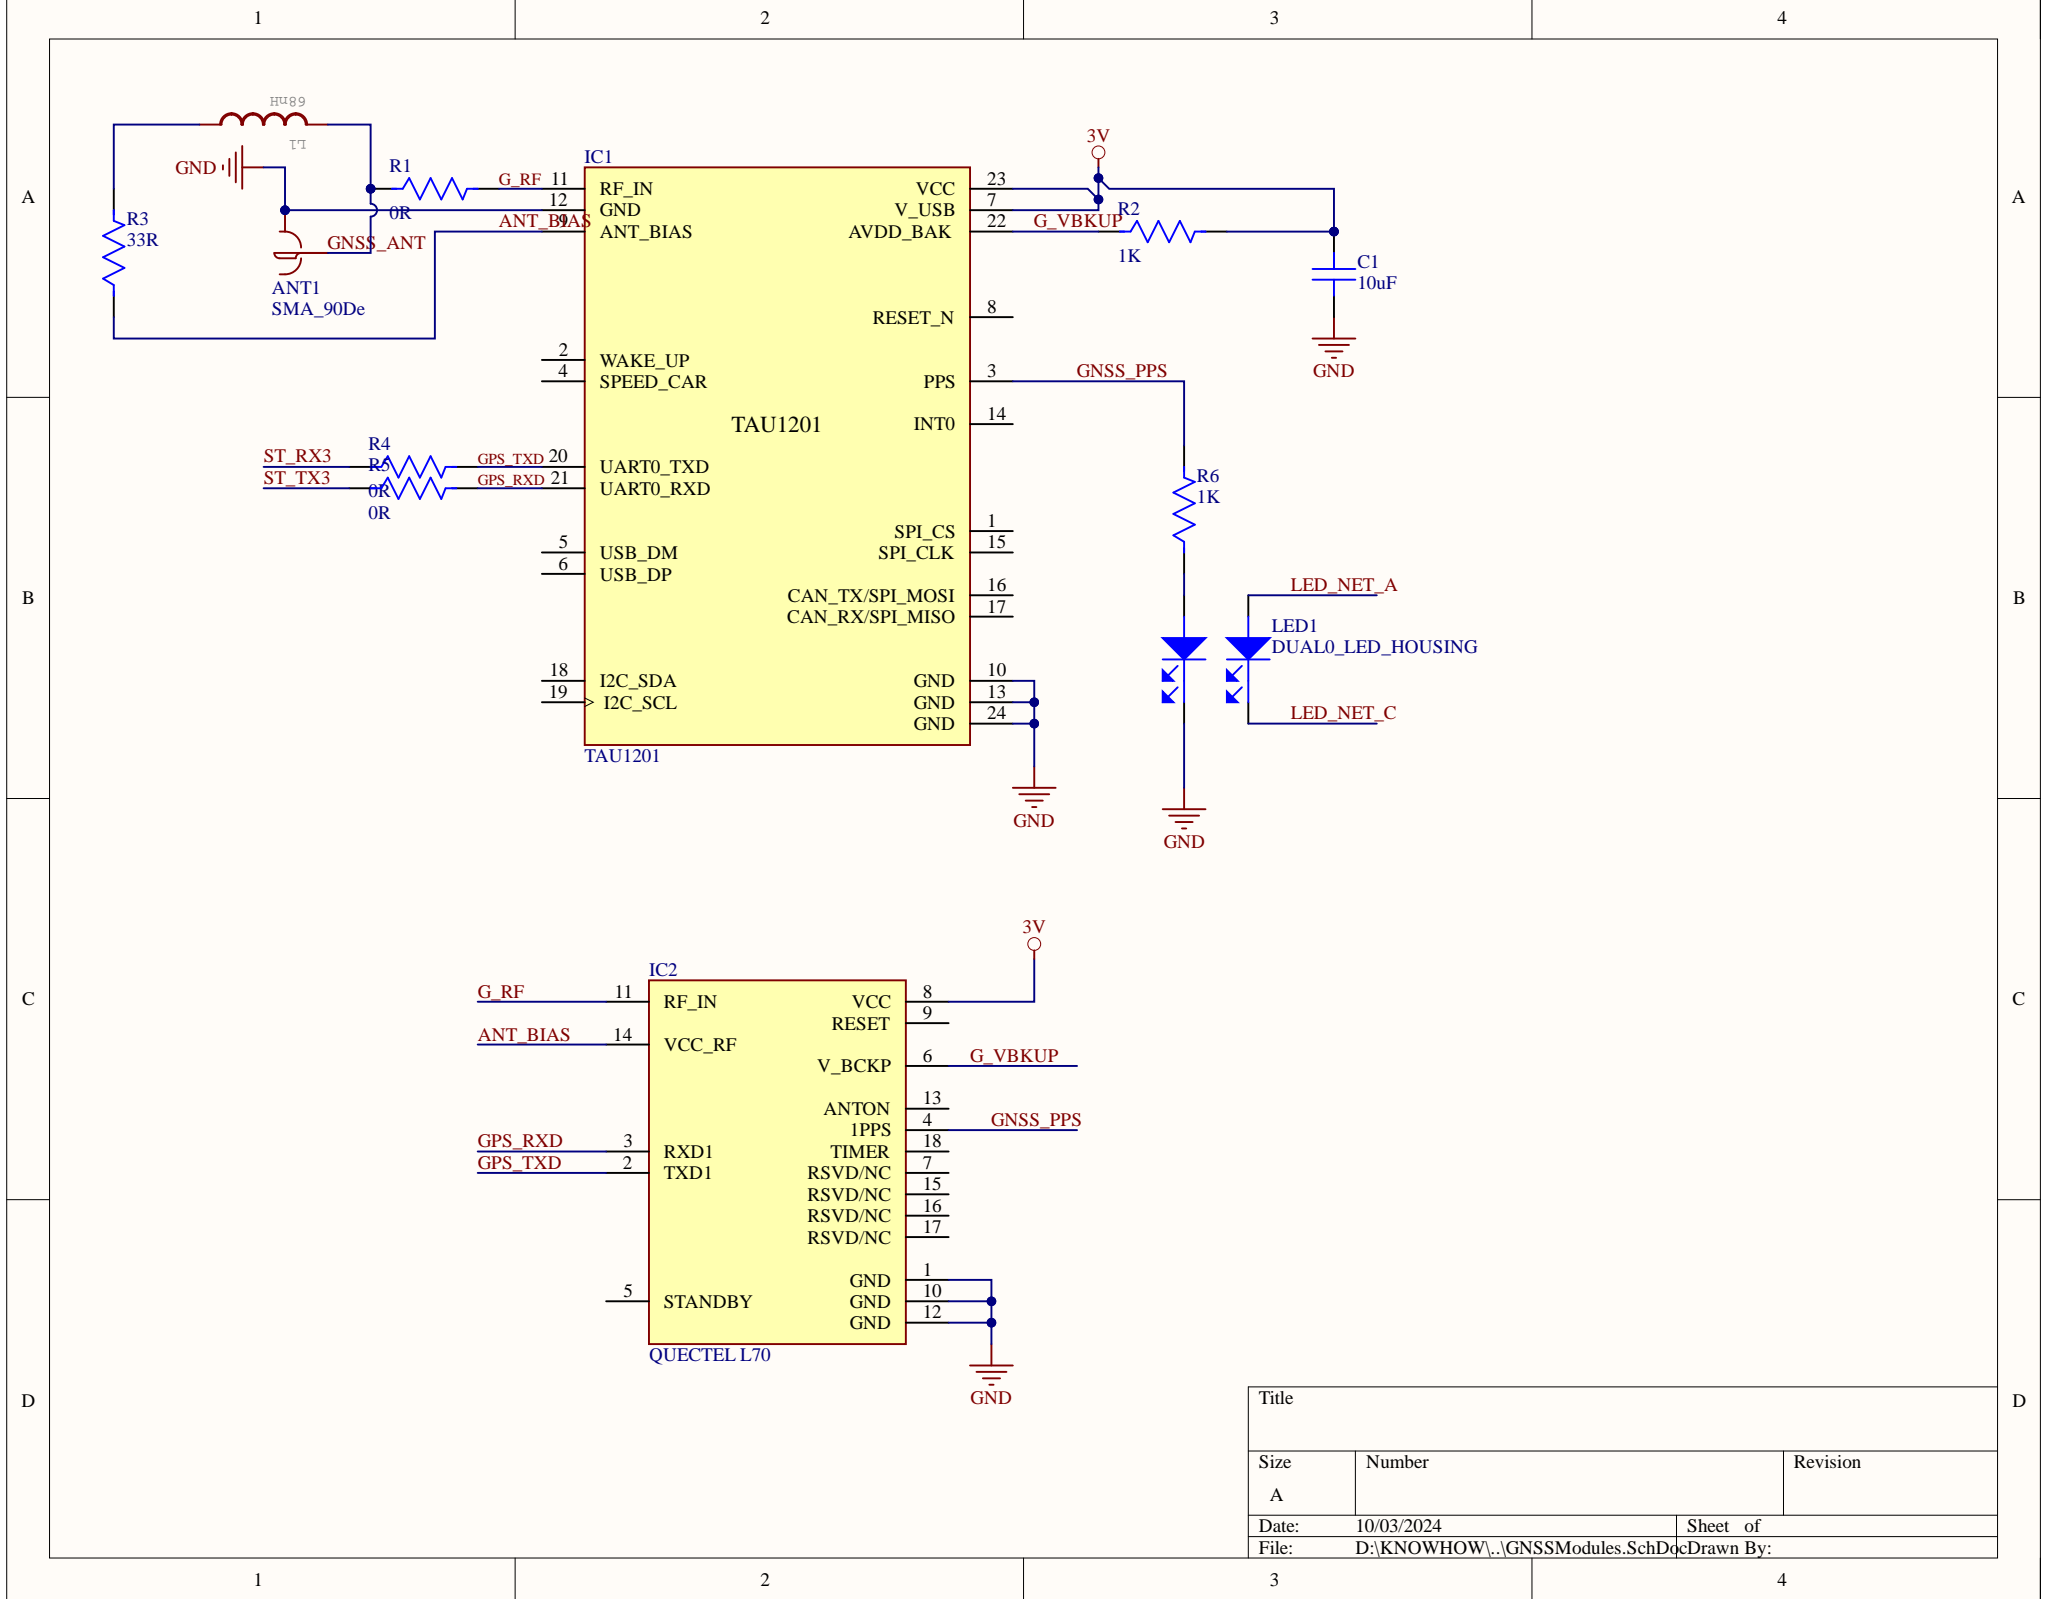 1 2 3 4
A A
B B
C C
D D
68nH
L1
GND
R1
0R
R3
33R
GNSS_ANT
ANT1
SMA_90De
G_RF 11
12
ANT_BIAS 9
IC1
RF_IN
GND
ANT_BIAS
2 WAKE_UP
4 SPEED_CAR
TAU1201
ST_RX3
ST_TX3
R4
R5
0R
0R
GPS_TXD 20 UART0_TXD
GPS_RXD 21 UART0_RXD
5 USB_DM
6 USB_DP
18 I2C_SDA
19 I2C_SCL
TAU1201
VCC 23
V_USB 7
AVDD_BAK 22
RESET_N 8
PPS 3
INT0 14
SPI_CS 1
SPI_CLK 15
CAN_TX/SPI_MOSI 16
CAN_RX/SPI_MISO 17
GND 10
GND 13
GND 24
GND
3V
G_VBKUP
R2
1K
C1
10uF
GND
GNSS_PPS
R6
1K
LED_NET_A
LED1
DUAL0_LED_HOUSING
LED_NET_C
GND
3V
IC2
G_RF 11 RF_IN
ANT_BIAS 14 VCC_RF
GPS_RXD 3 RXD1
GPS_TXD 2 TXD1
5 STANDBY
VCC 8
RESET 9
V_BCKP 6 G_VBKUP
ANTON 13
1PPS 4 GNSS_PPS
TIMER 18
RSVD/NC 7
RSVD/NC 15
RSVD/NC 16
RSVD/NC 17
GND 1
GND 10
GND 12
QUECTEL L70
GND
Title
Size Number Revision
A
Date: 10/03/2024 Sheet of
File: D:\KNOWHOW\..\GNSSModules.SchDoc Drawn By:
1 2 3 4